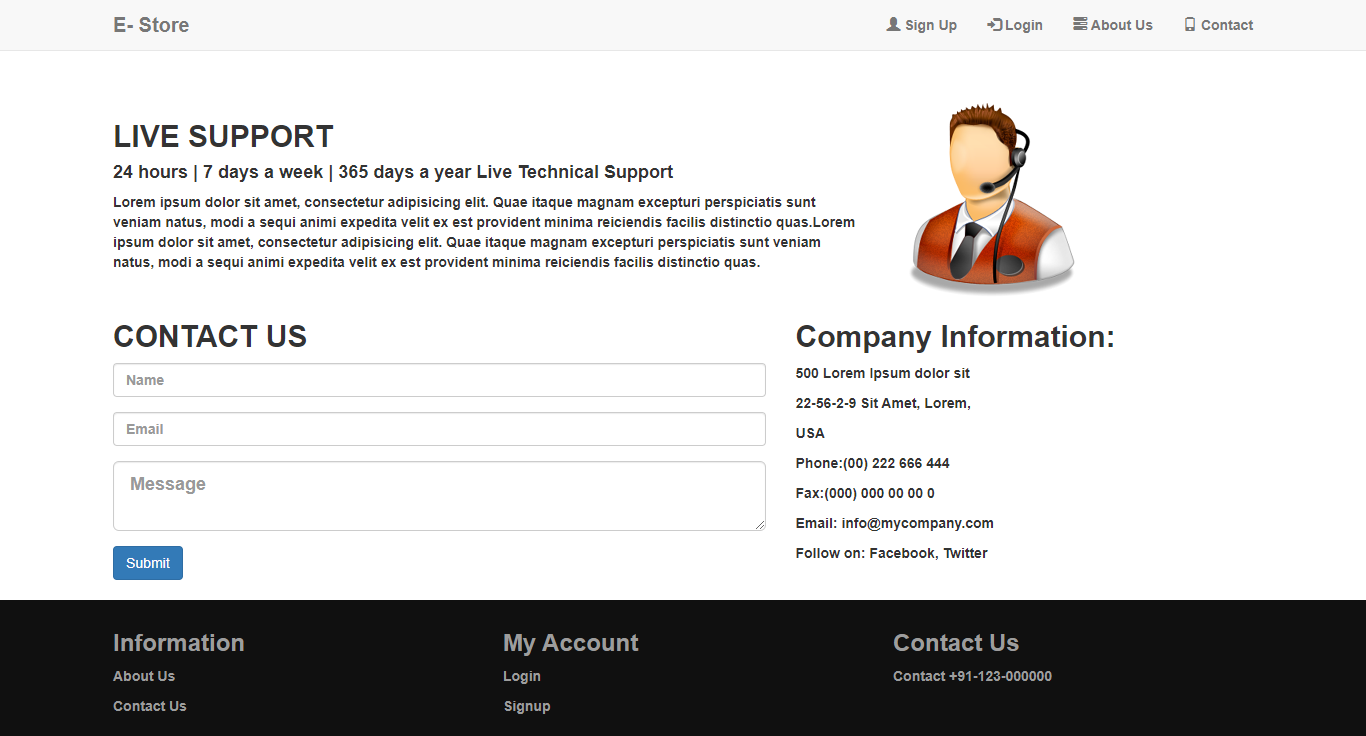 E- Store
Sign Up
Login
About Us
Contact
LIVE SUPPORT
24 hours | 7 days a week | 365 days a year Live Technical Support
Lorem ipsum dolor sit amet, consectetur adipisicing elit. Quae itaque magnam excepturi perspiciatis sunt
veniam natus, modi a sequi animi expedita velit ex est provident minima reiciendis facilis distinctio quas.Lorem
ipsum dolor sit amet, consectetur adipisicing elit. Quae itaque magnam excepturi perspiciatis sunt veniam
natus, modi a sequi animi expedita velit ex est provident minima reiciendis facilis distinctio quas.
CONTACT US
Name
Email
Message
Submit
Company Information:
500 Lorem Ipsum dolor sit
22-56-2-9 Sit Amet, Lorem,
USA
Phone:(00) 222 666 444
Fax:(000) 000 00 00 0
Email: info@mycompany.com
Follow on: Facebook, Twitter
Information
About Us
Contact Us
My Account
Login
Signup
Contact Us
Contact +91-123-000000